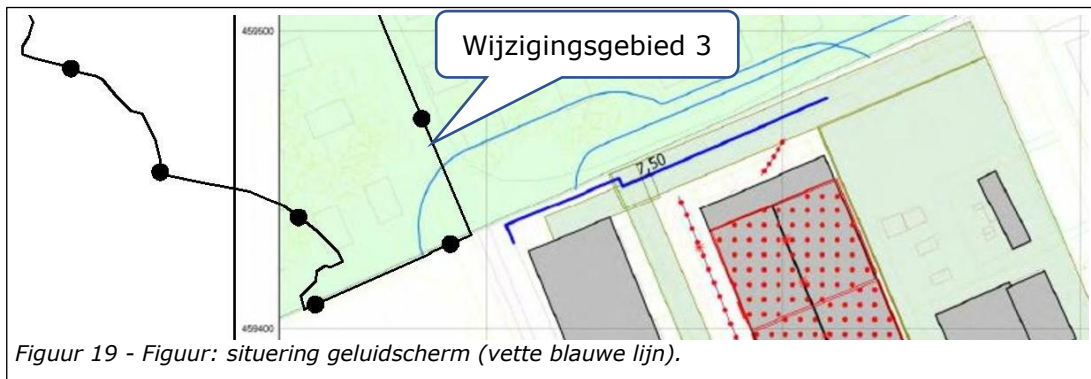 459500
Wijzigingsgebied 3
7,50
459400
Figuur 19 - Figuur: situering geluidscherm (vette blauwe lijn).